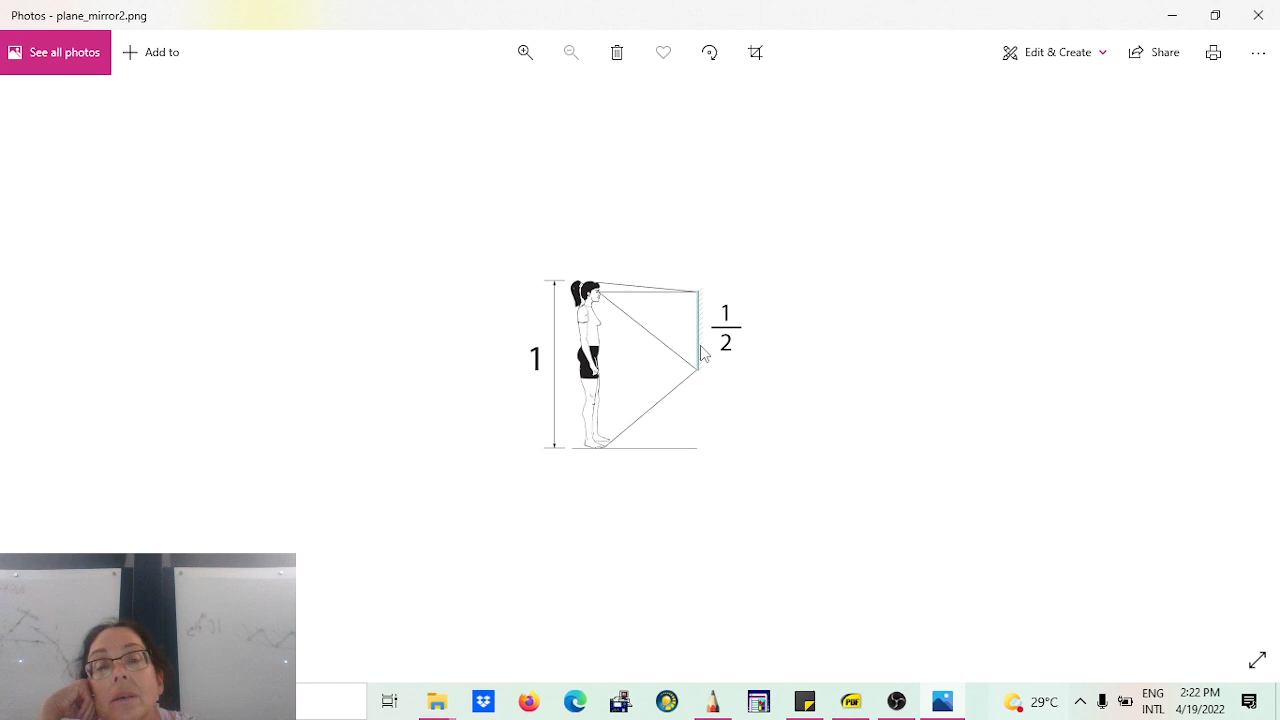 Photos - plane_mirror2.png
See all photos
Add to
Edit & Create
Share
1
1
2
PDF
29°C
ENG
INTL
2:22 PM
4/19/2022